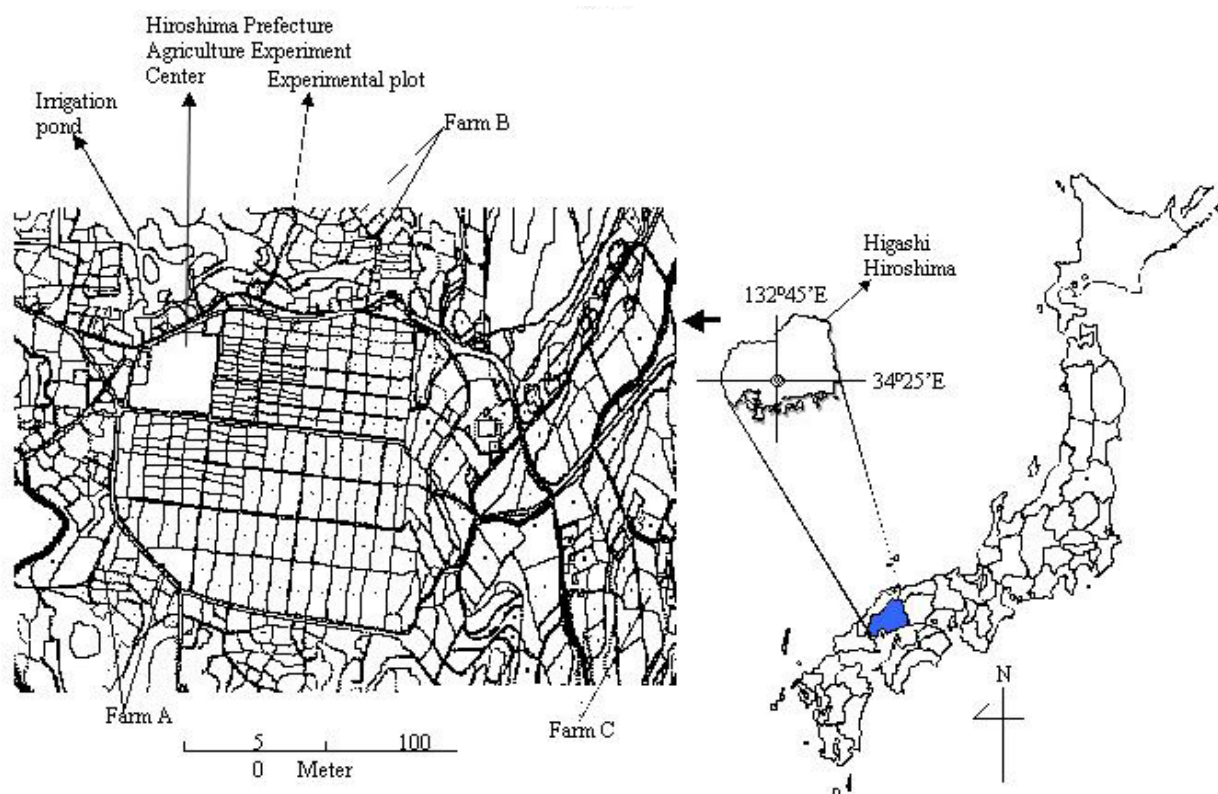 Hiroshima Prefecture
Agriculture Experiment
Center
Experimental plot
Irrigation
pond
Farm B
Higashi
Hiroshima
132º45’E
34º25’E
Farm A
Farm C
5 100
0 Meter
N